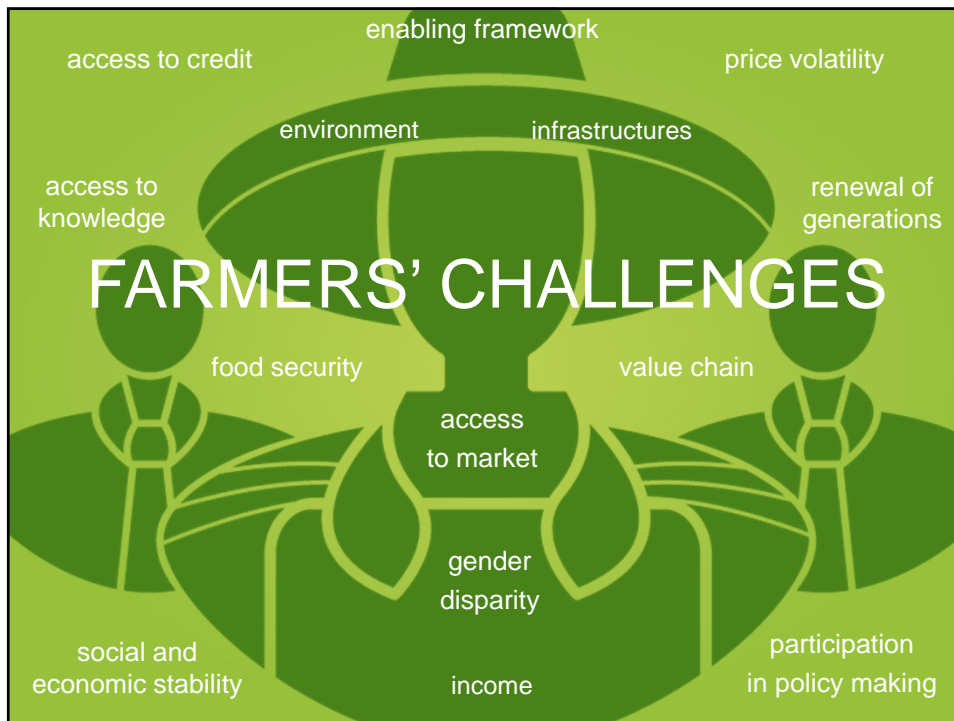 enabling framework
access to credit
price volatility
environment
infrastructures
access to
knowledge
renewal of
generations
FARMERS’ CHALLENGES
food security
value chain
access
to market
gender
disparity
social and
economic stability
income
participation
in policy making